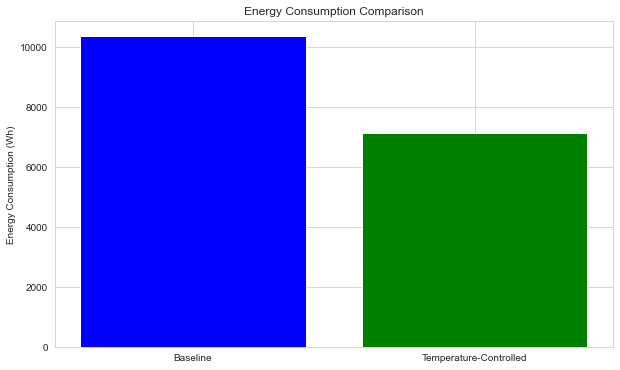 Energy Consumption Comparison
Energy Consumption (Wh)
10000
8000
6000
4000
2000
0
Baseline
Temperature-Controlled